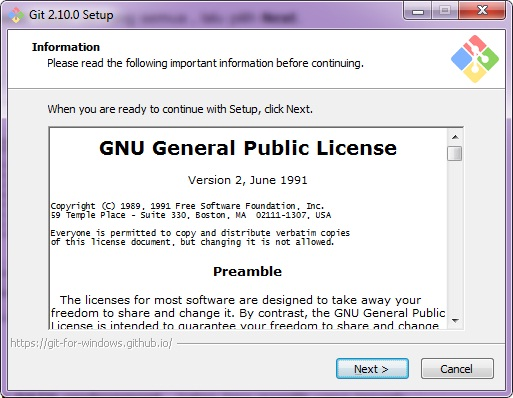 Git 2.10.0 Setup
Information
Please read the following important information before continuing.
When you are ready to continue with Setup, click Next.
GNU General Public License
Version 2, June 1991
Copyright (C) 1989, 1991 Free Software Foundation, Inc.
59 Temple Place - Suite 330, Boston, MA  02111-1307, USA
Everyone is permitted to copy and distribute verbatim copies
of this license document, but changing it is not allowed.
Preamble
The licenses for most software are designed to take away your
freedom to share and change it. By contrast, the GNU General Public
License is intended to guarantee your freedom to share and change
https://git-for-windows.github.io/
Next >
Cancel